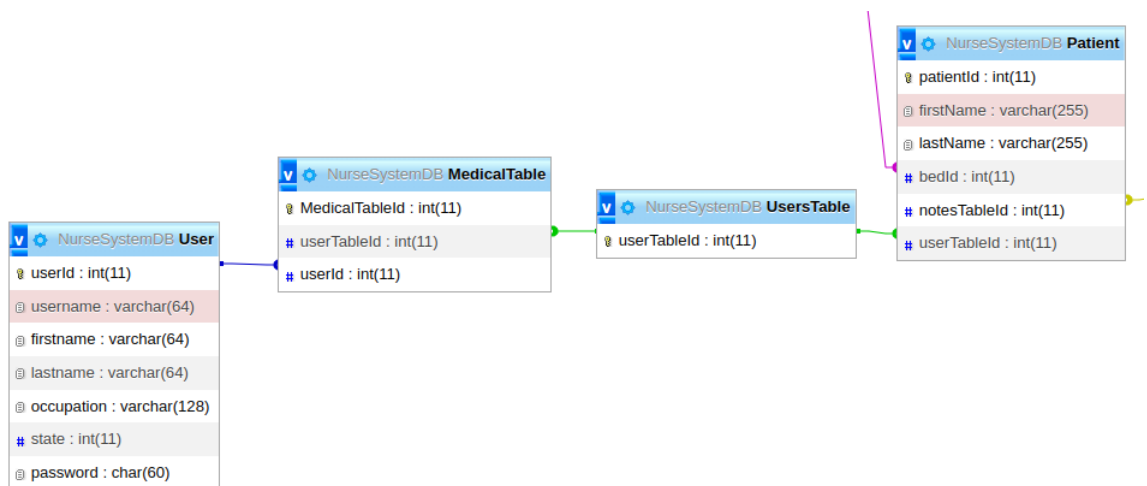 NurseSystemDB User
userId : int(11)
username : varchar(64)
firstname : varchar(64)
lastname : varchar(64)
occupation : varchar(128)
# state : int(11)
password : char(60)
NurseSystemDB MedicalTable
MedicalTableId : int(11)
# userTableId : int(11)
# userId : int(11)
NurseSystemDB UsersTable
userTableId : int(11)
NurseSystemDB Patient
patientId : int(11)
firstName : varchar(255)
lastName : varchar(255)
# bedId : int(11)
# notesTableId : int(11)
# userTableId : int(11)